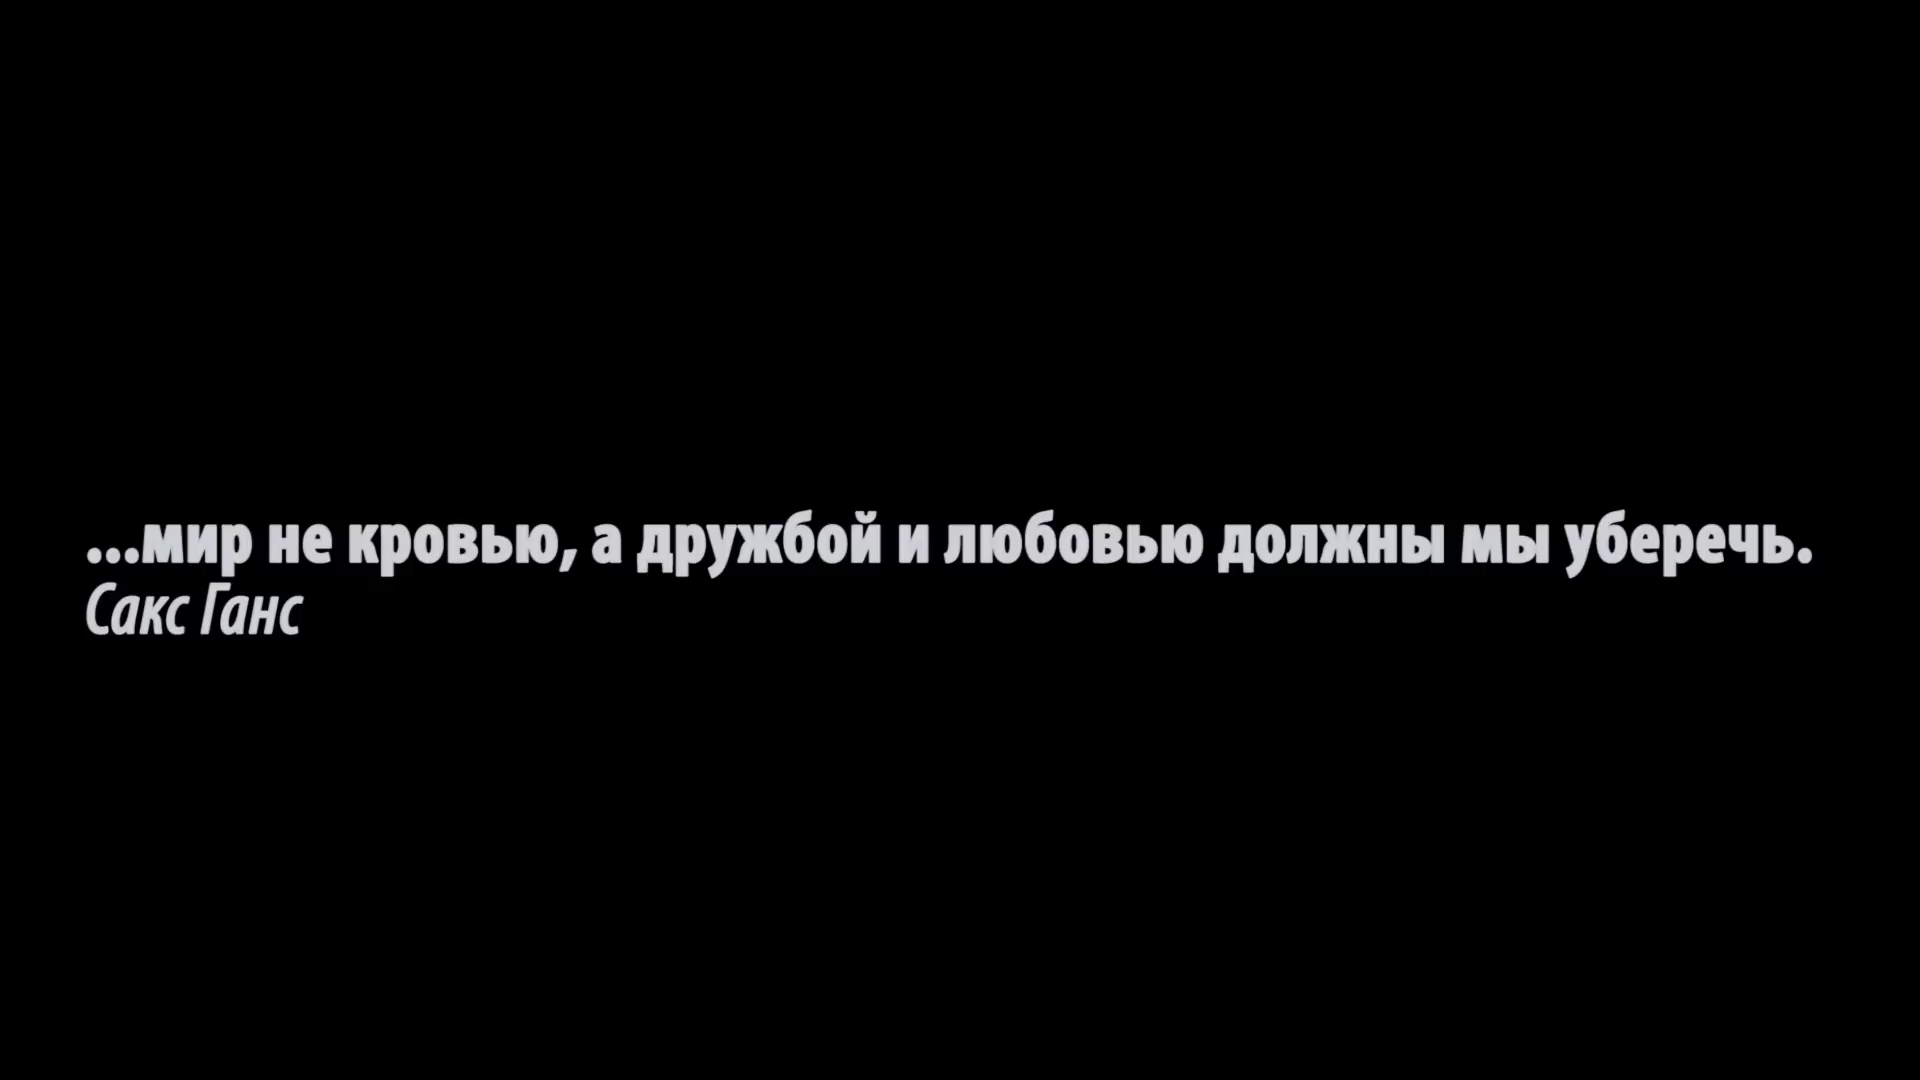 ...мир не кровью, а дружбой и любовью должны мы уберечь.
Сакс Ганс